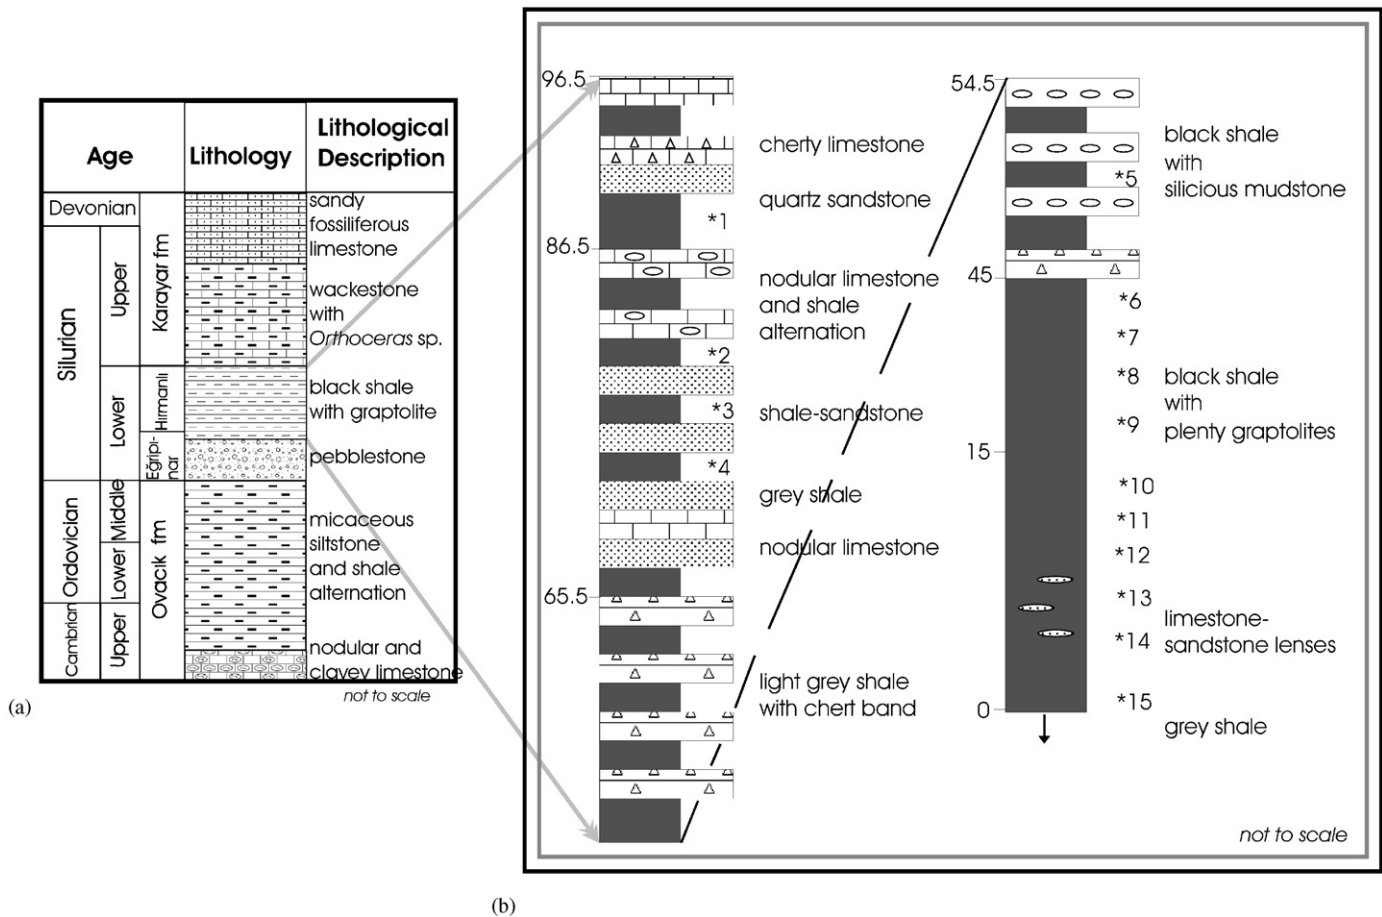 Age
Lithology
Lithological
Description
Devonian
Silurian
Upper
Lower
Ordovician
Middle
Lower
Cambrian
Upper
Karayar fm
Hırmanlı
Eğripı-
nar
Ovacık fm
sandy
fossiliferous
limestone
wackestone
with
Orthoceras sp.
black shale
with graptolite
pebblestone
micaceous
siltstone
and shale
alternation
nodular and
clayey limestone
not to scale
(a)
96.5
86.5
65.5
*1
*2
*3
*4
cherty limestone
quartz sandstone
nodular limestone
and shale
alternation
shale-sandstone
grey shale
nodular limestone
light grey shale
with chert band
54.5
45
15
0
*5
*6
*7
*8
*9
*10
*11
*12
*13
*14
*15
black shale
with
silicious mudstone
black shale
with
plenty graptolites
limestone-
sandstone lenses
grey shale
not to scale
(b)